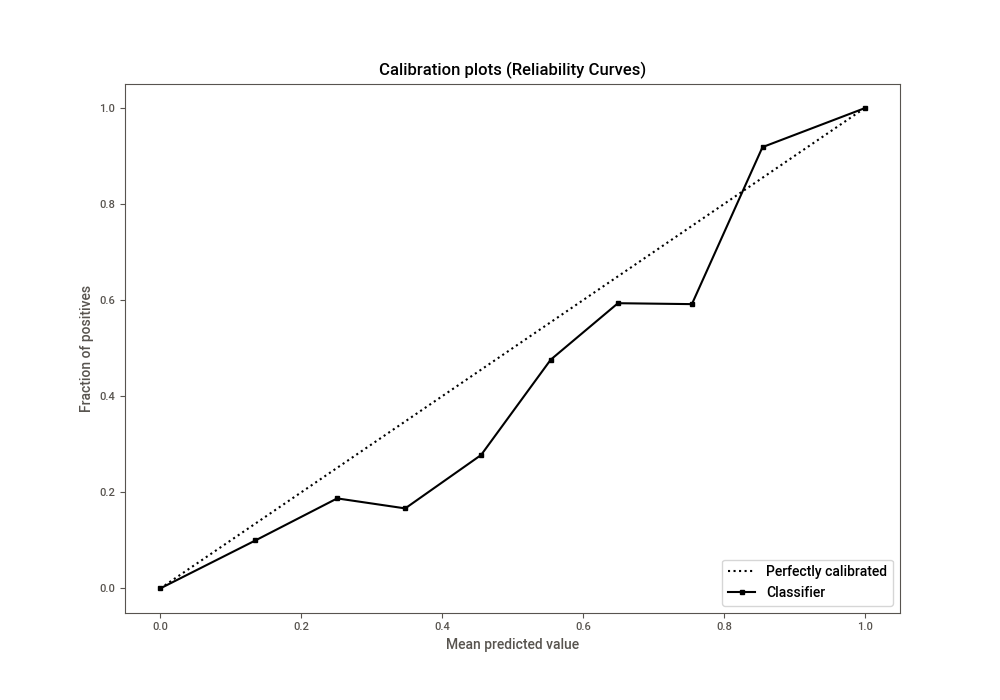 Calibration plots (Reliability Curves)
1.0
0.8
0.6
0.4
0.2
0.0
Fraction of positives
0.0 0.2 0.4 0.6 0.8 1.0
Mean predicted value
Perfectly calibrated
Classifier